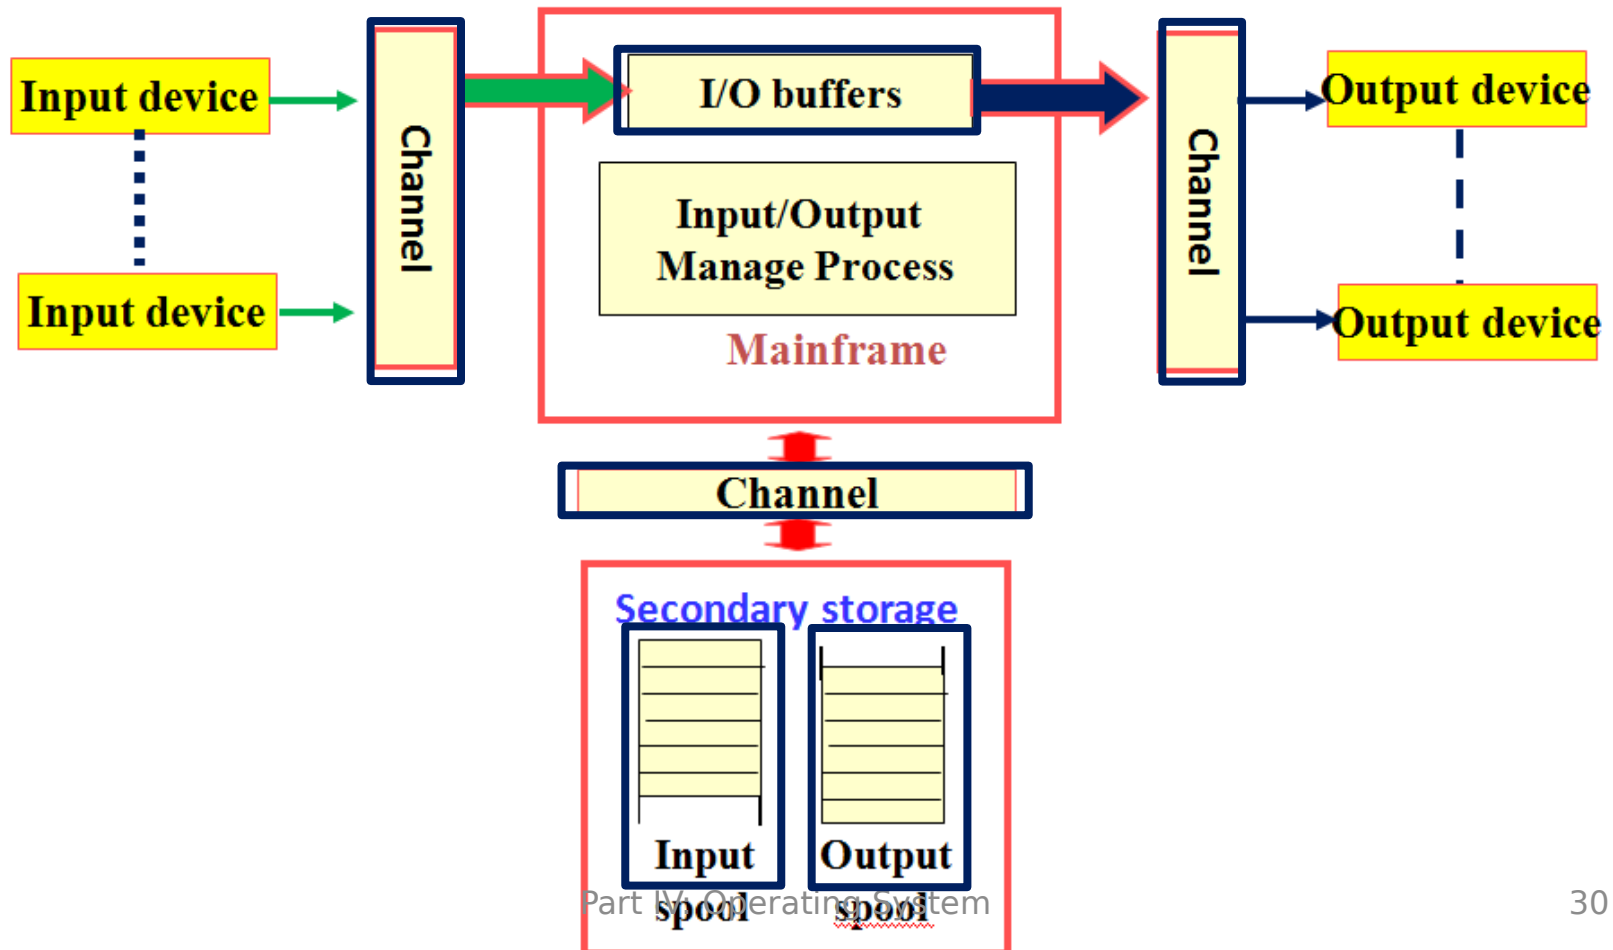 Input device
Input device
Channel
I/O buffers
Input/Output
Manage Process
Mainframe
Channel
Output device
Output device
Channel
Secondary storage
Input
spool
Output
spool
Part IV: Operating System
30